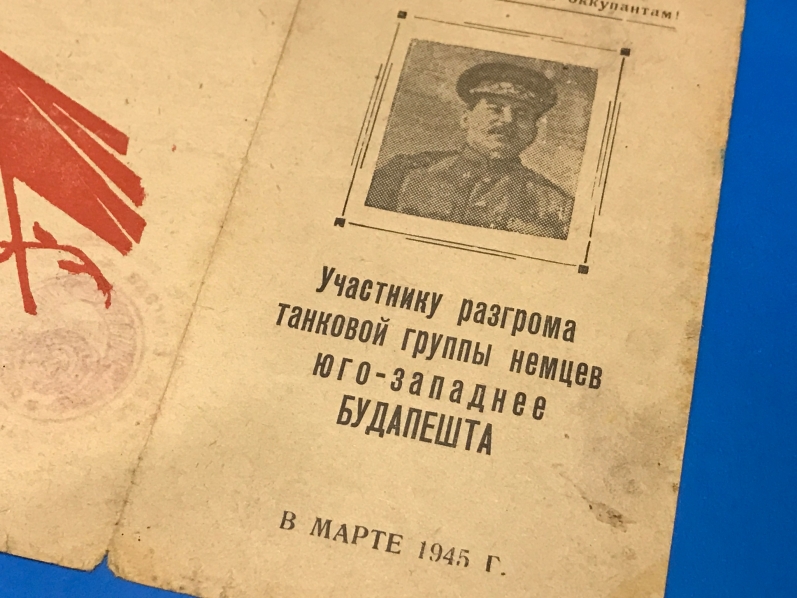 оккупантам!
Участнику разгрома
танковой группы немцев
юго-западнее
БУДАПЕШТА
В МАРТЕ 1945 Г.